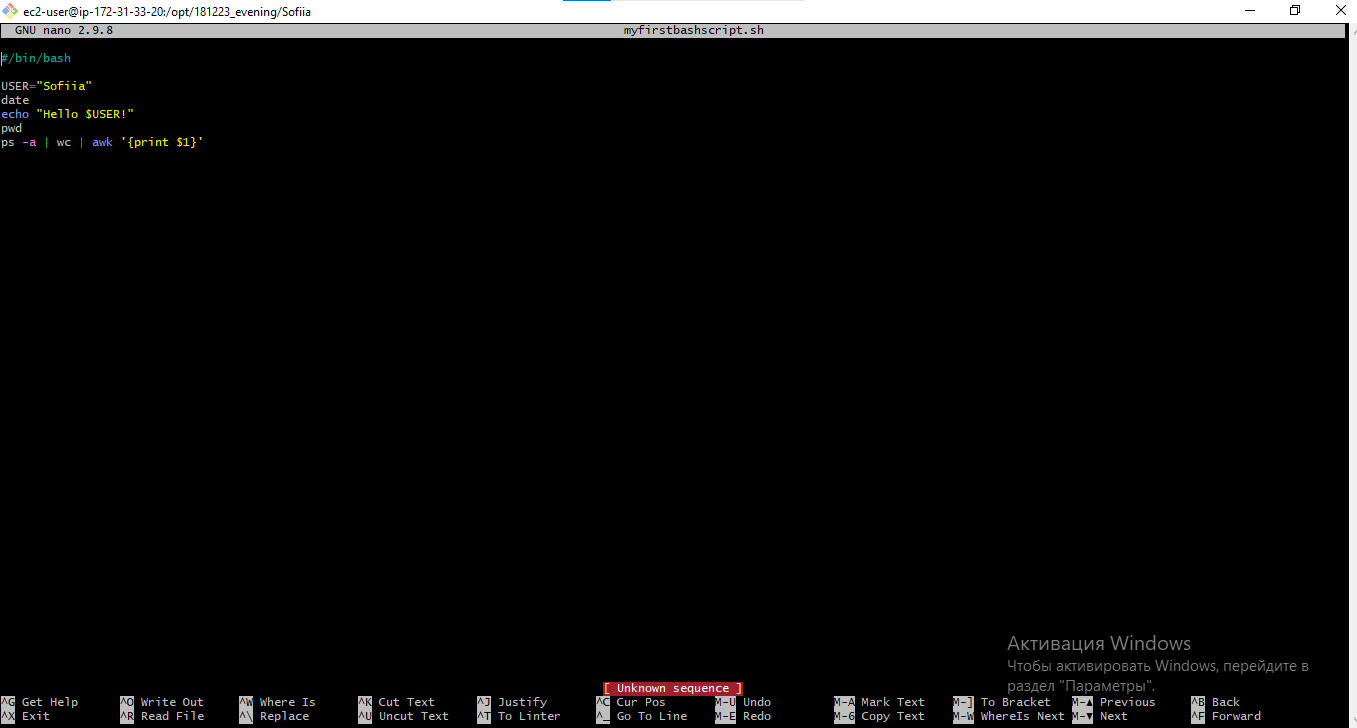 ec2-user@ip-172-31-33-20:/opt/181223_evening/Sofiia
GNU nano 2.9.8 myfirstbashscript.sh
#/bin/bash
USER="Sofiia"
date
echo "Hello $USER!"
pwd
ps -a | wc | awk '{print $1}'
Активация Windows
Чтобы активировать Windows, перейдите в
раздел "Параметры".
[ Unknown sequence ]
^G Get Help ^O Write Out ^W Where Is ^K Cut Text ^J Justify ^C Cur Pos M-U Undo M-A Mark Text M-] To Bracket M-▲ Previous ^B Back
^X Exit ^R Read File ^\ Replace ^U Uncut Text ^T To Linter ^_ Go To Line M-E Redo M-6 Copy Text M-W WhereIs Next M-▼ Next ^F Forward